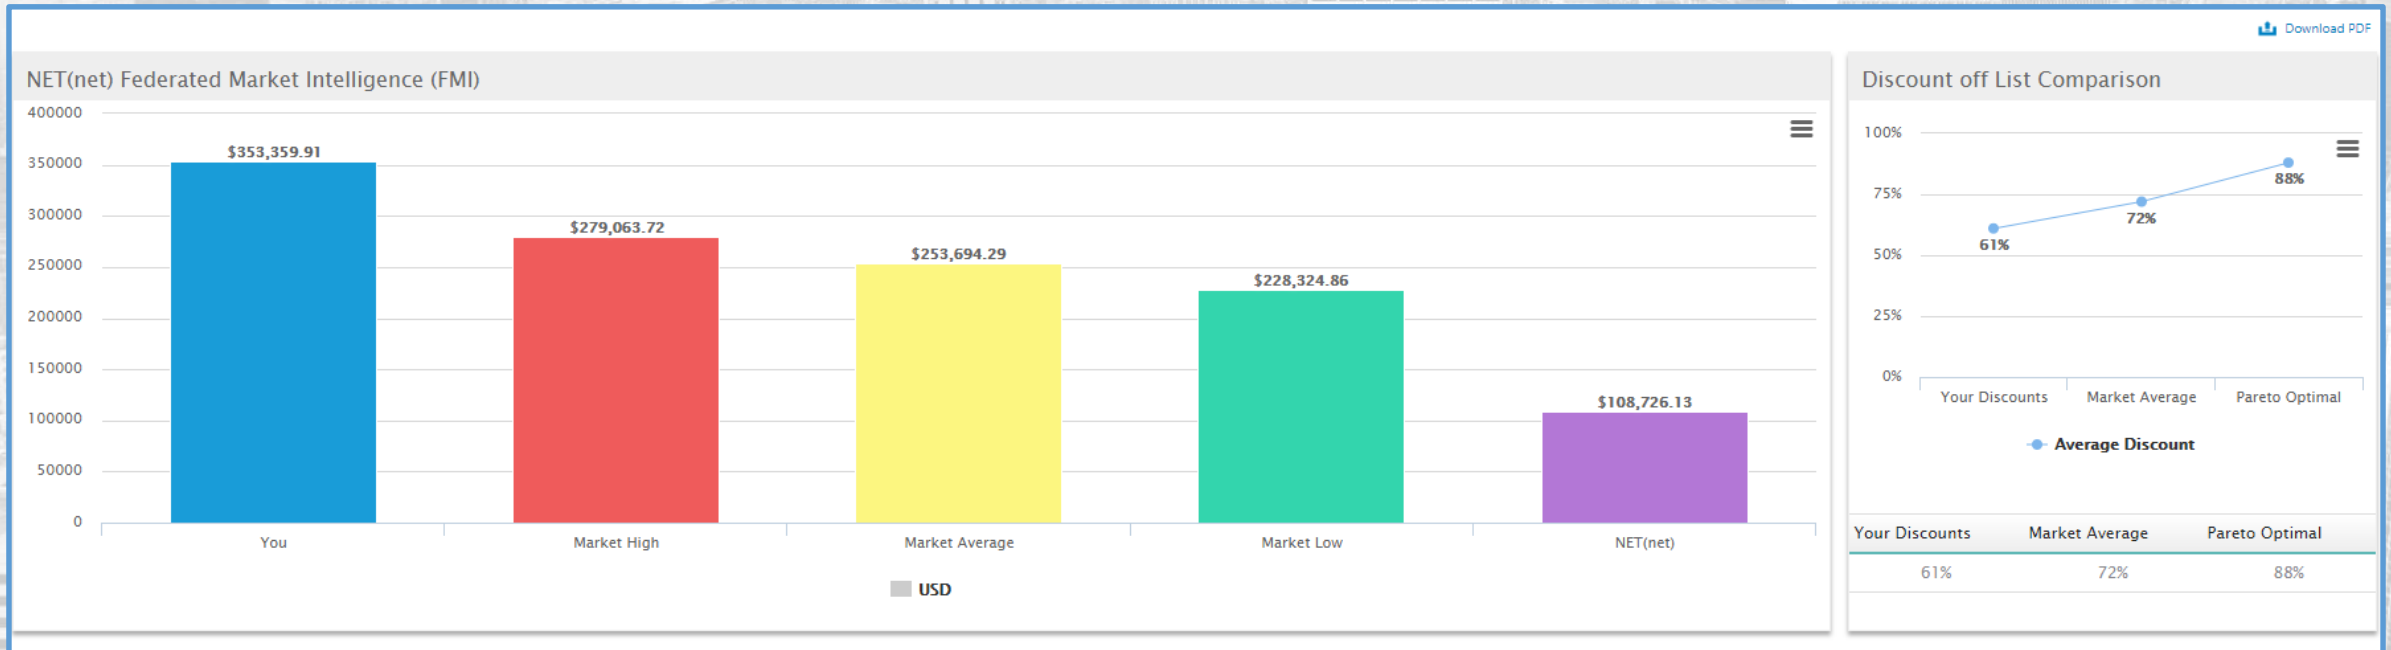 Download PDF
NET(net) Federated Market Intelligence (FMI)
400000
350000
300000
250000
200000
150000
100000
50000
0
$353,359.91
$279,063.72
$253,694.29
$228,324.86
$108,726.13
You Market High Market Average Market Low NET(net)
USD
Discount off List Comparison
100%
75%
50%
25%
0%
61%
72%
88%
Your Discounts Market Average Pareto Optimal
Average Discount
Your Discounts Market Average Pareto Optimal
61% 72% 88%